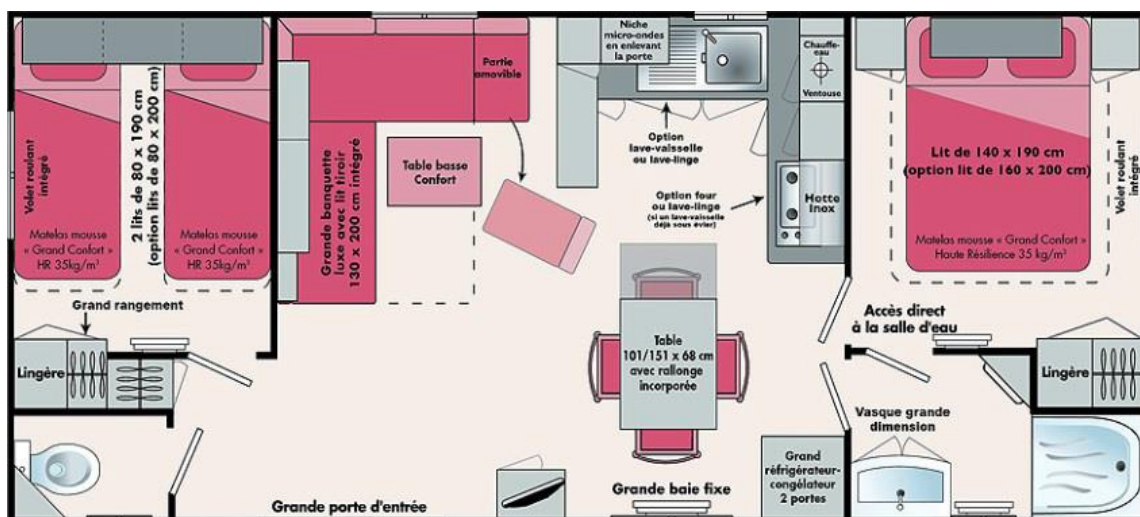 Volet roulant
intégré
2 lits de 80 x 190 cm
(option lits de 80 x 200 cm)
Matelas mousse
« Grand Confort »
HR 35kg/m³
Matelas mousse
« Grand Confort »
HR 35kg/m³
Grand rangement
Lingère
Partie
amovible
Grande banquette
luxe avec lit tiroir
130 x 200 cm intégré
Table basse
Confort
Niche
micro-ondes
en enlevant
la porte
Option
lave-vaisselle
ou lave-linge
Chauffe-
eau
Ventouse
Option four
ou lave-linge
(si un lave-vaisselle
déjà sous évier)
Hotte
Inox
Table
101/151 x 68 cm
avec rallonge
incorporée
Grande porte d'entrée
Grande baie fixe
Grand
réfrigérateur-
congélateur
2 portes
Lit de 140 x 190 cm
(option lit de 160 x 200 cm)
Matelas mousse « Grand Confort »
Haute Résilience 35 kg/m³
Volet roulant
intégré
Accès direct
à la salle d'eau
Vasque grande
dimension
Lingère